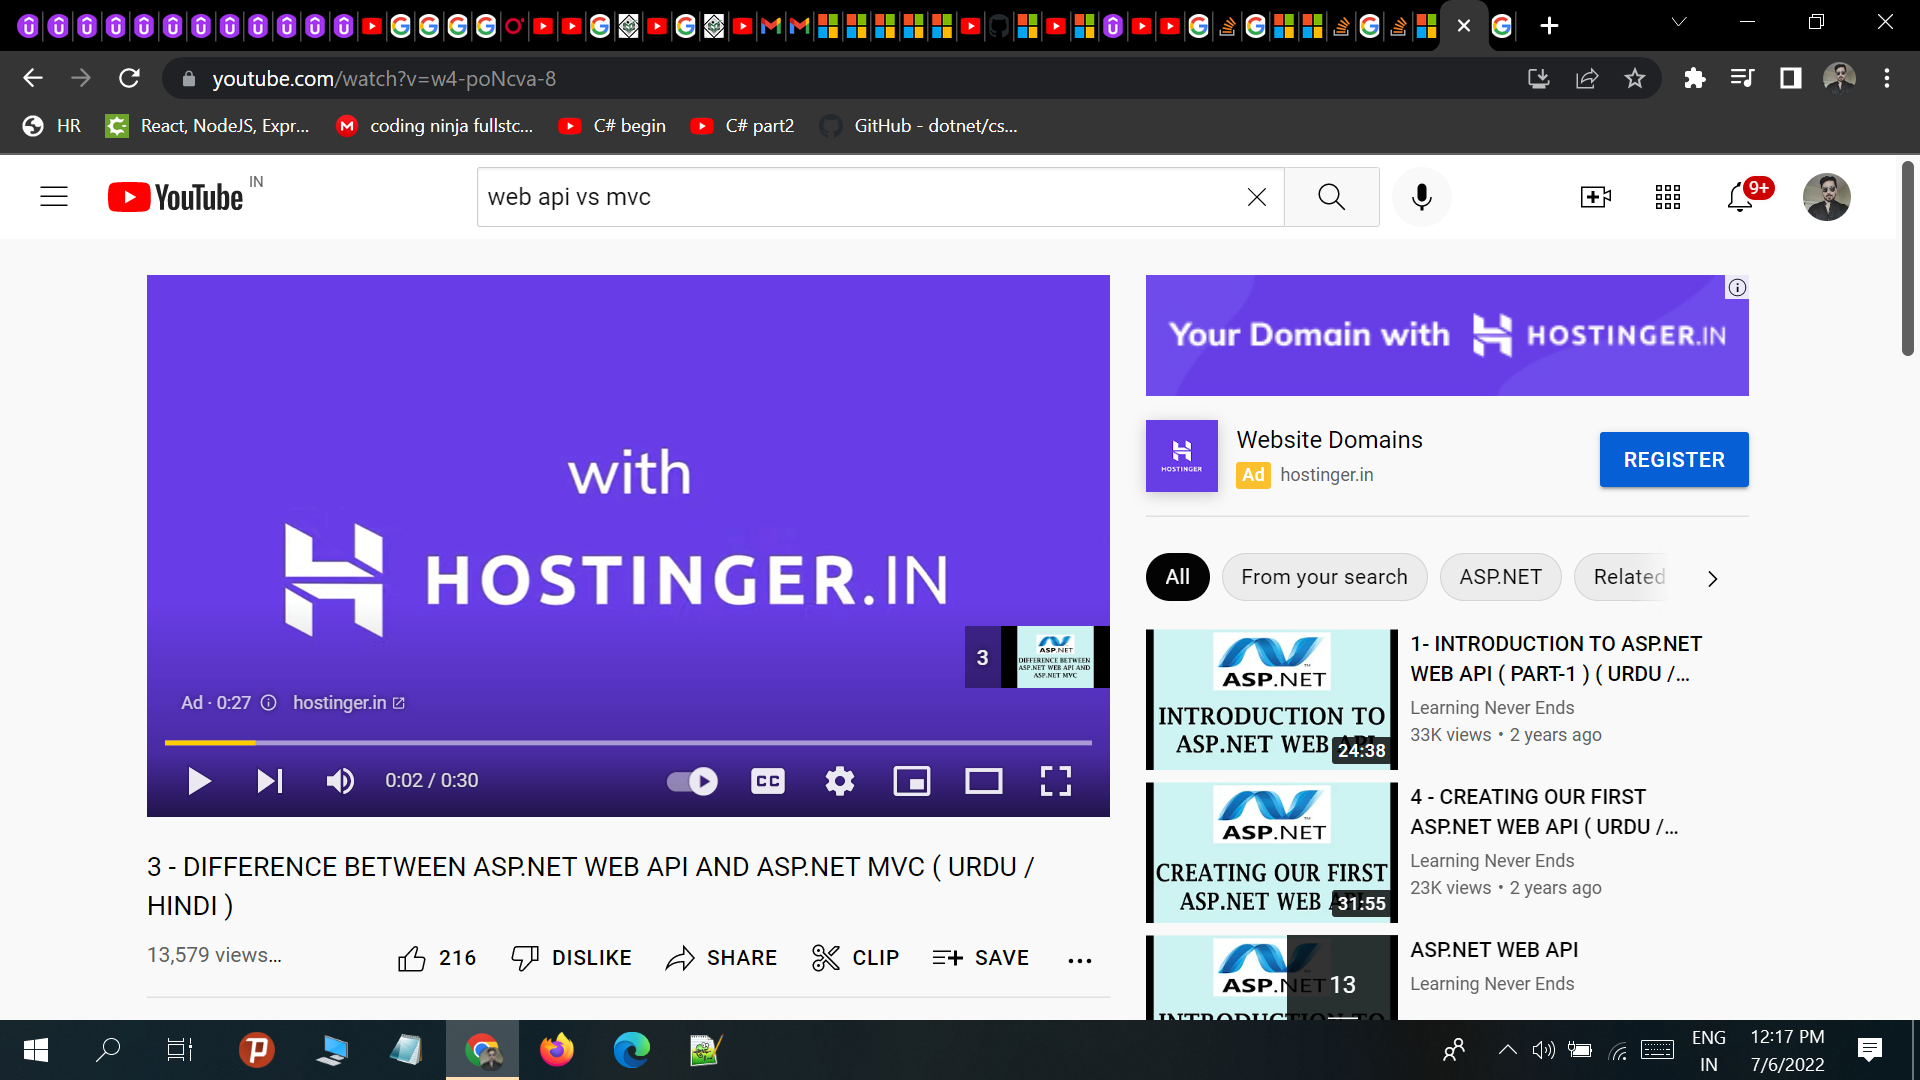 youtube.com/watch?v=w4-poNcva-8
HR
React, NodeJS, Expr...
coding ninja fullstc...
C# begin
C# part2
GitHub - dotnet/cs...
YouTube IN
web api vs mvc
9+
with
HOSTINGER.IN
3
ASP.NET
DIFFERENCE BETWEEN
ASP.NET WEB API AND
ASP.NET MVC
Ad · 0:27
hostinger.in
0:02 / 0:30
CC
3 - DIFFERENCE BETWEEN ASP.NET WEB API AND ASP.NET MVC ( URDU /
HINDI )
13,579 views...
216
DISLIKE
SHARE
CLIP
SAVE
Your Domain with HOSTINGER.IN
HOSTINGER
Website Domains
Ad hostinger.in
REGISTER
All
From your search
ASP.NET
Related
ASP.NET
INTRODUCTION TO
ASP.NET WEB API
24:38
1- INTRODUCTION TO ASP.NET
WEB API ( PART-1 ) ( URDU /...
Learning Never Ends
33K views • 2 years ago
ASP.NET
CREATING OUR FIRST
ASP.NET WEB
31:55
4 - CREATING OUR FIRST
ASP.NET WEB API ( URDU /...
Learning Never Ends
23K views • 2 years ago
ASP.NET
INTRODUCTION TO
13
ASP.NET WEB API
Learning Never Ends
ENG
IN
12:17 PM
7/6/2022